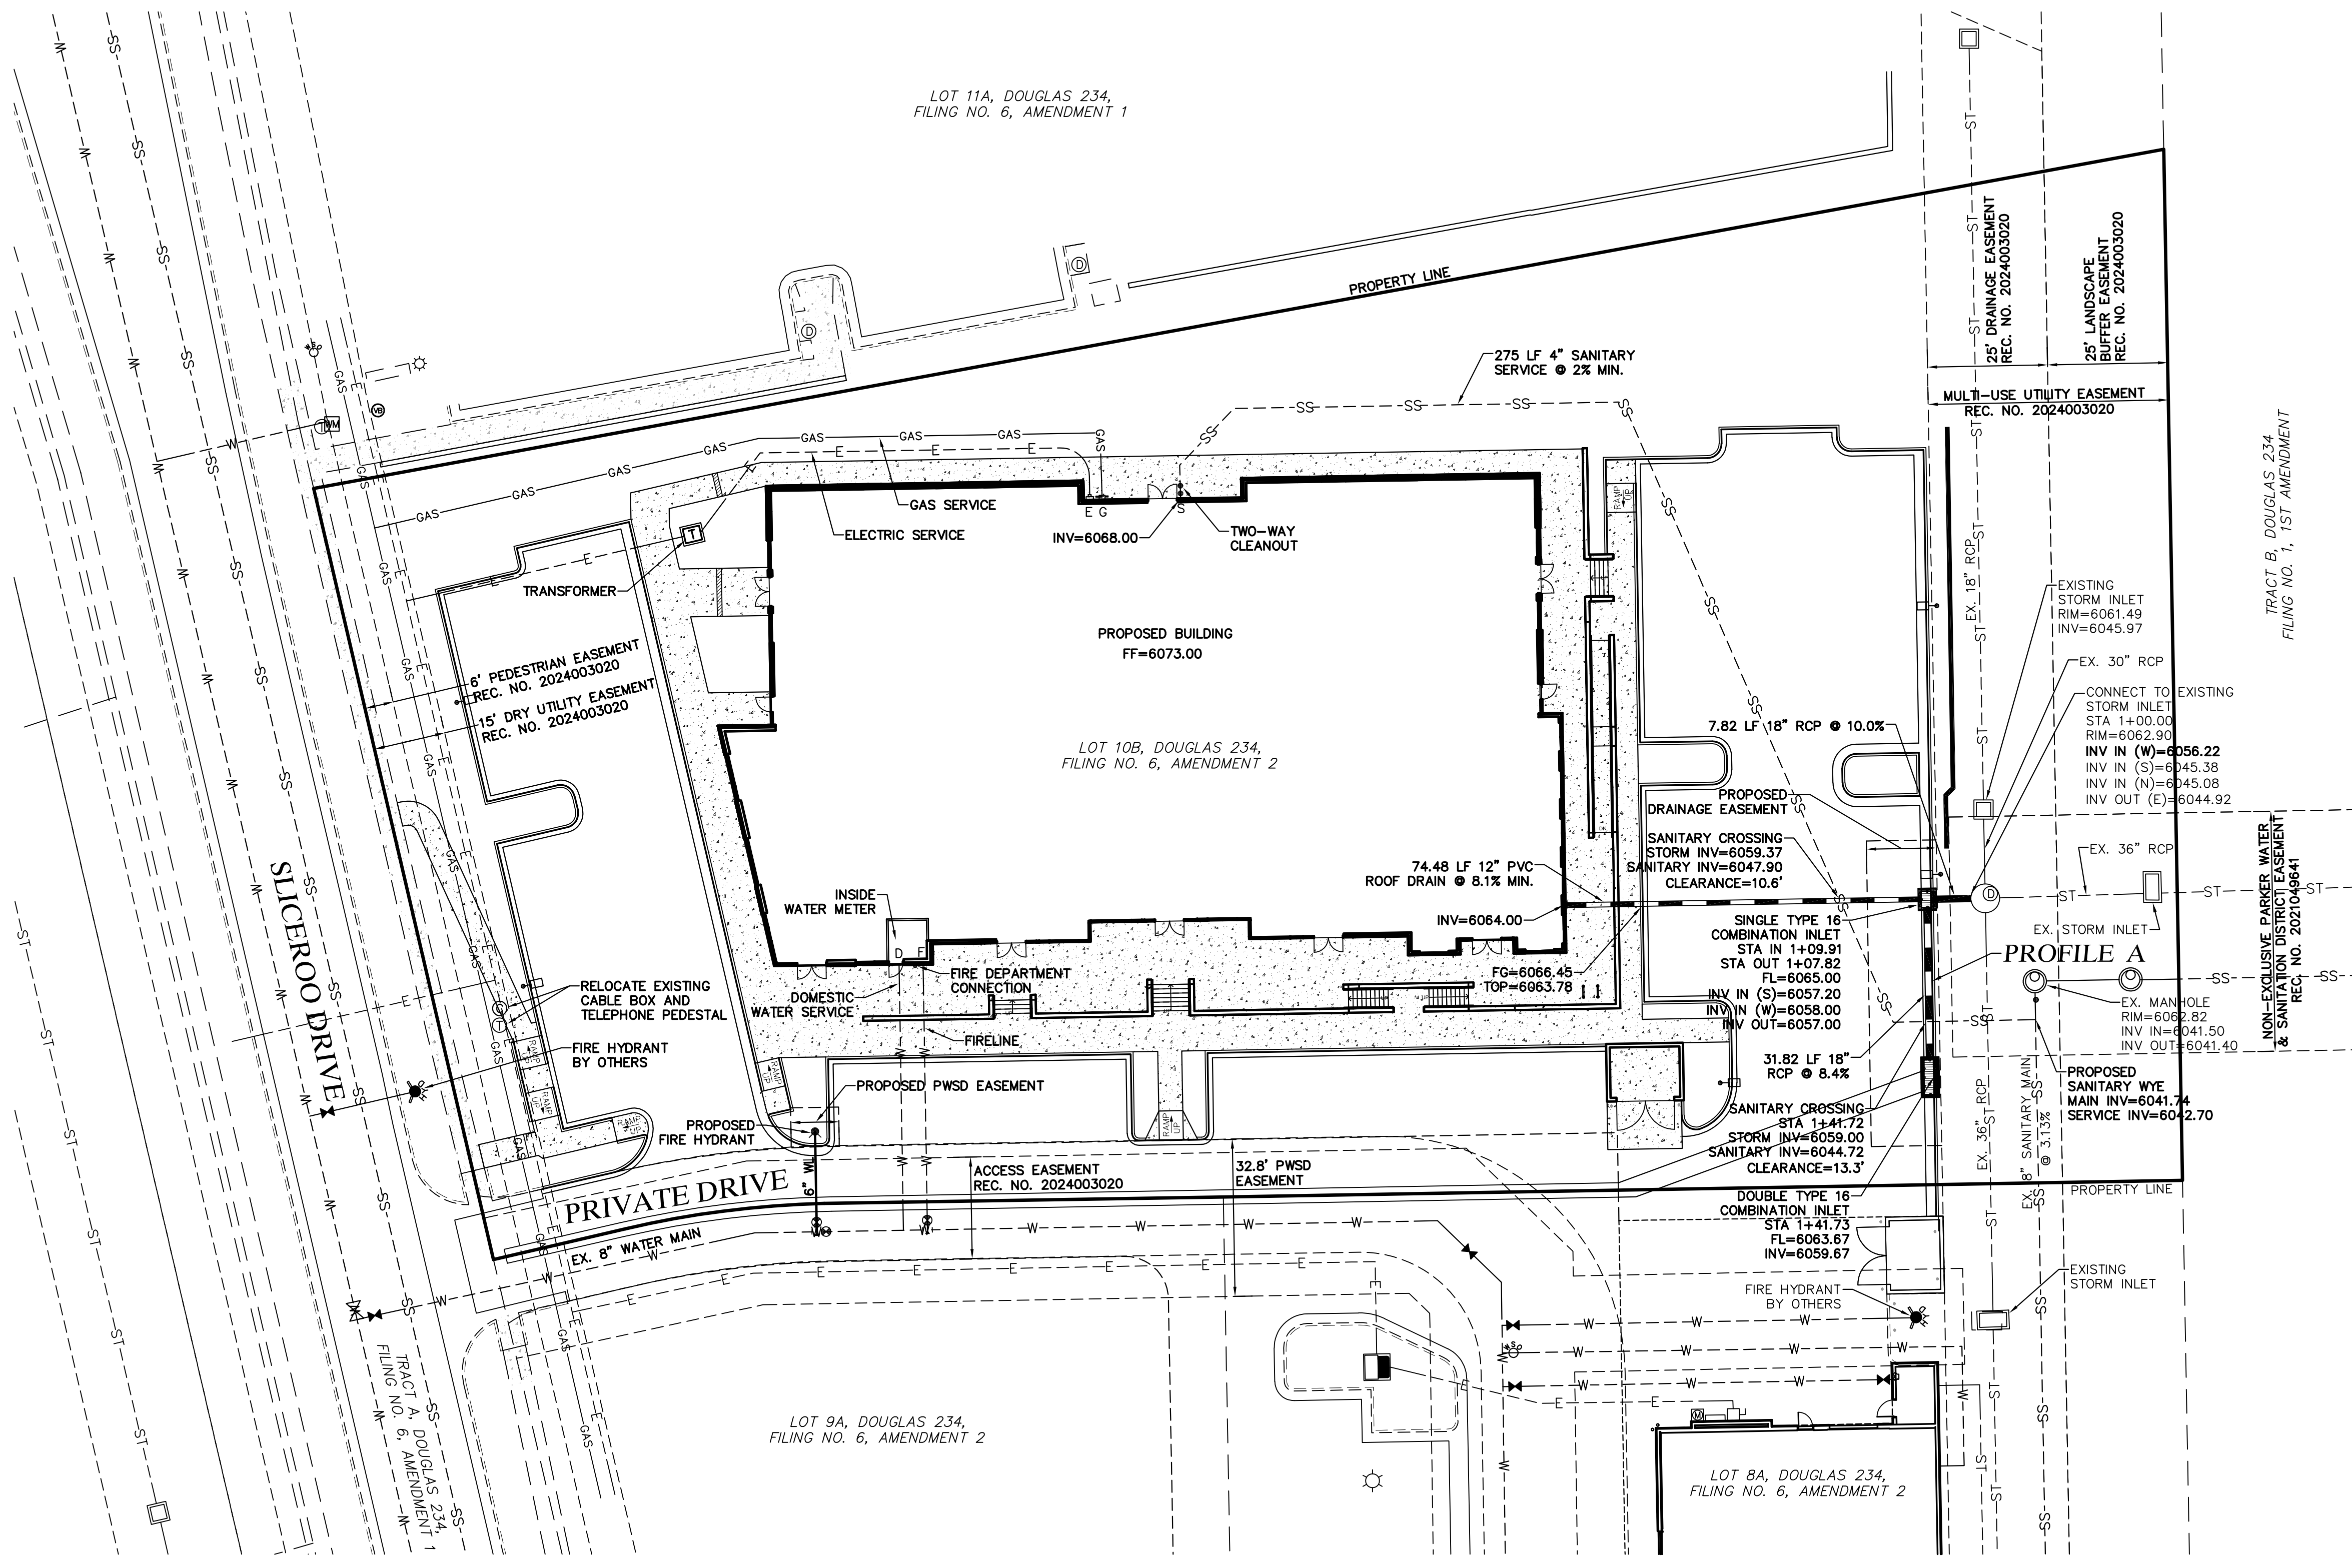 LOT 11A, DOUGLAS 234,
FILING NO. 6, AMENDMENT 1
PROPERTY LINE
25' DRAINAGE EASEMENT
REC. NO. 2024003020
25' LANDSCAPE
BUFFER EASEMENT
REC. NO. 2024003020
MULTI-USE UTILITY EASEMENT
REC. NO. 2024003020
TRACT B, DOUGLAS 234
FILING NO. 1, 1ST AMENDMENT
275 LF 4" SANITARY
SERVICE @ 2% MIN.
GAS SERVICE
ELECTRIC SERVICE
E G
S
INV=6068.00
TWO-WAY
CLEANOUT
TRANSFORMER
T
WM
VB
RAMP
UP
PROPOSED BUILDING
FF=6073.00
LOT 10B, DOUGLAS 234,
FILING NO. 6, AMENDMENT 2
6' PEDESTRIAN EASEMENT
REC. NO. 2024003020
15' DRY UTILITY EASEMENT
REC. NO. 2024003020
EX. 18" RCP
EXISTING
STORM INLET
RIM=6061.49
INV=6045.97
EX. 30" RCP
CONNECT TO EXISTING
STORM INLET
STA 1+00.00
RIM=6062.90
INV IN (W)=6056.22
INV IN (S)=6045.38
INV IN (N)=6045.08
INV OUT (E)=6044.92
7.82 LF 18" RCP @ 10.0%
PROPOSED
DRAINAGE EASEMENT
SANITARY CROSSING
STORM INV=6059.37
SANITARY INV=6047.90
CLEARANCE=10.6'
74.48 LF 12" PVC
ROOF DRAIN @ 8.1% MIN.
INV=6064.00
FG=6066.45
TOP=6063.78
DN
EX. 36" RCP
EX. STORM INLET
NON-EXCLUSIVE PARKER WATER
& SANITATION DISTRICT EASEMENT
REC. NO. 2021049641
SINGLE TYPE 16
COMBINATION INLET
STA IN 1+09.91
STA OUT 1+07.82
FL=6065.00
INV IN (S)=6057.20
INV IN (W)=6058.00
INV OUT=6057.00
PROFILE A
EX. MANHOLE
RIM=6062.82
INV IN=6041.50
INV OUT=6041.40
INSIDE
WATER METER
D F
FIRE DEPARTMENT
CONNECTION
DOMESTIC
WATER SERVICE
FIRELINE
SLICEROO DRIVE
RELOCATE EXISTING
CABLE BOX AND
TELEPHONE PEDESTAL
FIRE HYDRANT
BY OTHERS
RAMP
UP
RAMP
UP
RAMP
UP
RAMP
UP
RAMP
UP
PROPOSED PWSD EASEMENT
PROPOSED
FIRE HYDRANT
6" WL
31.82 LF 18"
RCP @ 8.4%
PROPOSED
SANITARY WYE
MAIN INV=6041.74
SERVICE INV=6042.70
SANITARY CROSSING
STA 1+41.72
STORM INV=6059.00
SANITARY INV=6044.72
CLEARANCE=13.3'
EX. 36" RCP
EX. 8" SANITARY MAIN
@ 3.13%
PROPERTY LINE
ACCESS EASEMENT
REC. NO. 2024003020
32.8' PWSD
EASEMENT
PRIVATE DRIVE
EX. 8" WATER MAIN
DOUBLE TYPE 16
COMBINATION INLET
STA 1+41.73
FL=6063.67
INV=6059.67
FIRE HYDRANT
BY OTHERS
EXISTING
STORM INLET
TRACT A, DOUGLAS 234,
FILING NO. 6, AMENDMENT 1
LOT 9A, DOUGLAS 234,
FILING NO. 6, AMENDMENT 2
LOT 8A, DOUGLAS 234,
FILING NO. 6, AMENDMENT 2